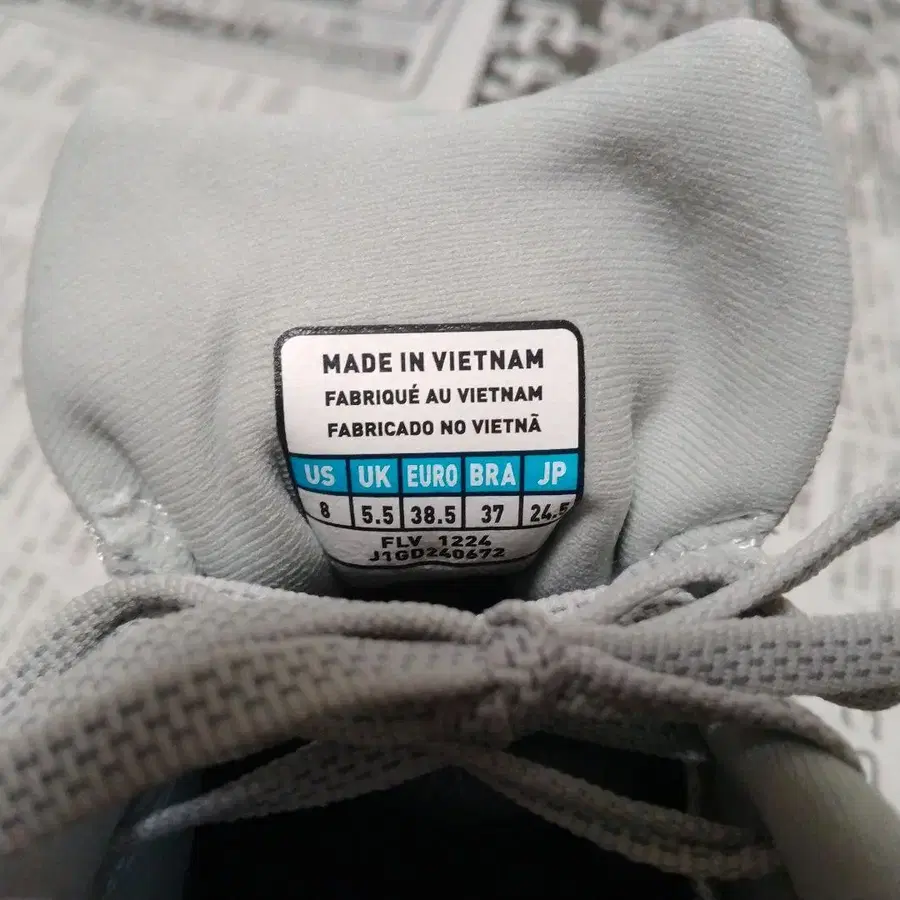 MADE IN VIETNAM
FABRIQUÉ AU VIETNAM
FABRICADO NO VIETNÃ
US UK EURO BRA JP
8 5.5 38.5 37 24.5
FLV 1224
J1GD240672